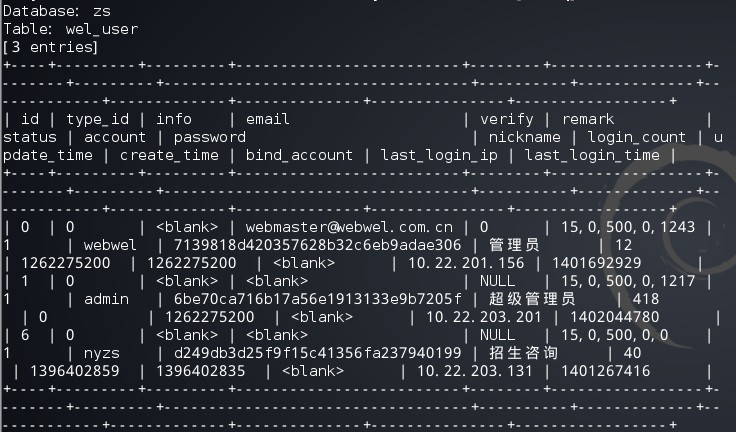 Database: zs
Table: wel_user
[3 entries]
+----+---------+---------+--------------------------+---------+-----------------+-
-------+---------+----------------------------------+----------+-------------+--
------------+-------------+--------------+---------------+-----------------+
| id | type_id | info | email | verify | remark |
status | account | password | nickname | login_count | u
pdate_time | create_time | bind_account | last_login_ip | last_login_time |
+----+---------+---------+--------------------------+---------+-----------------+-
-------+---------+----------------------------------+----------+-------------+--
------------+-------------+--------------+---------------+-----------------+
| 0 | 0 | <blank> | webmaster@webwel.com.cn | 0 | 15,0,500,0,1243 |
1 | webwel | 7139818d420357628b32c6eb9adae306 | 管理员 | 12
| 1262275200 | 1262275200 | <blank> | 10.22.201.156 | 1401692929 |
| 1 | 0 | <blank> | <blank> | NULL | 15,0,500,0,1217 |
1 | admin | 6be70ca716b17a56e1913133e9b7205f | 超级管理员 | 418
| 0 | 1262275200 | <blank> | 10.22.203.201 | 1402044780 |
| 6 | 0 | <blank> | <blank> | NULL | 15,0,500,0,0 |
1 | nyzs | d249db3d25f9f15c41356fa237940199 | 招生咨询 | 40
| 1396402859 | 1396402835 | <blank> | 10.22.203.131 | 1401267416 |
+----+---------+---------+--------------------------+---------+-----------------+-
-------+---------+----------------------------------+----------+-------------+--
------------+-------------+--------------+---------------+-----------------+